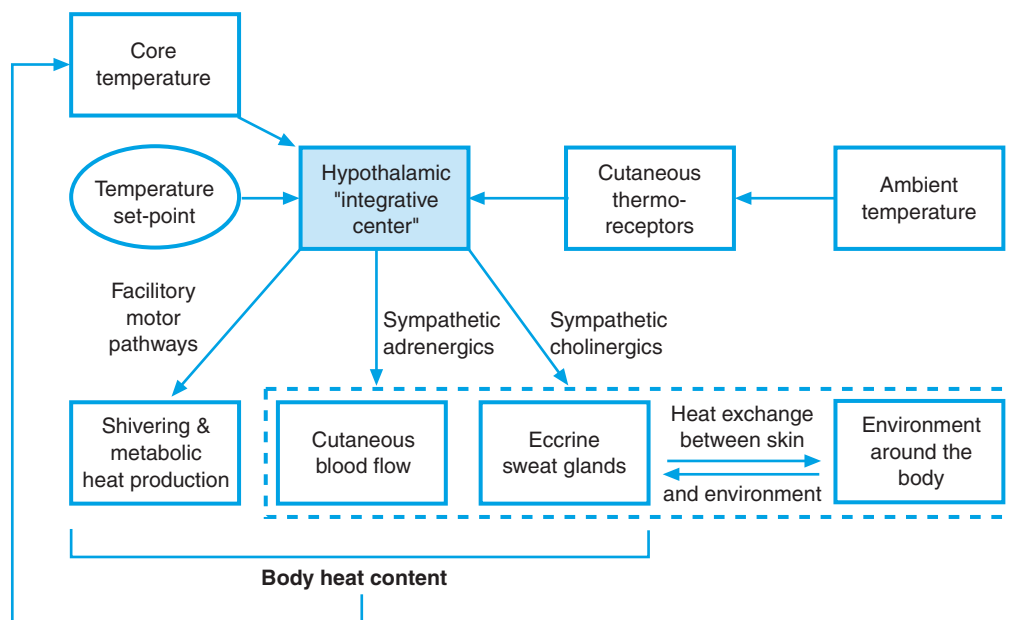 Core
temperature
Temperature
set-point
Hypothalamic
"integrative
center"
Cutaneous
thermo-
receptors
Ambient
temperature
Facilitory
motor
pathways
Sympathetic
adrenergics
Sympathetic
cholinergics
Shivering &
metabolic
heat production
Cutaneous
blood flow
Eccrine
sweat glands
Heat exchange
between skin
and environment
Environment
around the
body
Body heat content